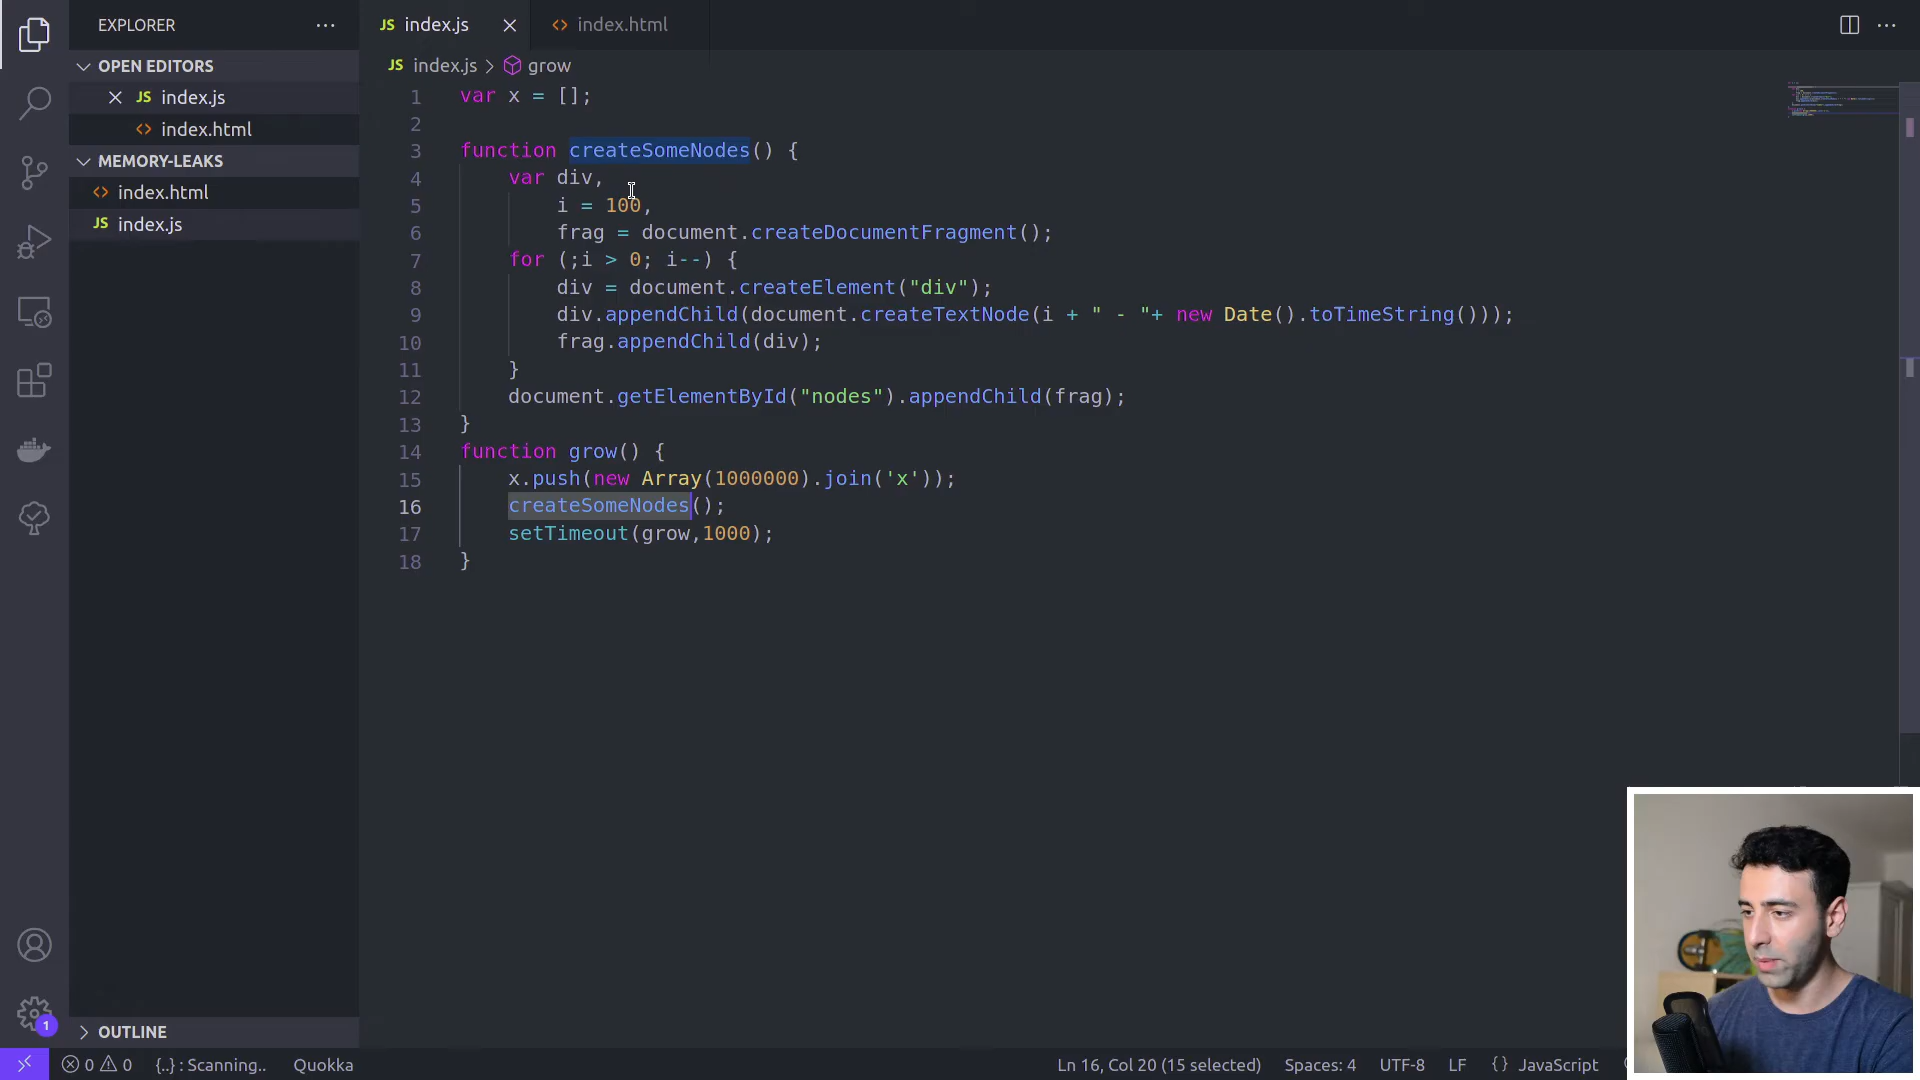 EXPLORER ...
OPEN EDITORS
JS index.js
<> index.html
MEMORY-LEAKS
<> index.html
JS index.js
OUTLINE
1
JS index.js
<> index.html
JS index.js > grow
1 var x = [];
2
3 function createSomeNodes() {
4 var div,
5 i = 100,
6 frag = document.createDocumentFragment();
7 for (;i > 0; i--) {
8 div = document.createElement("div");
9 div.appendChild(document.createTextNode(i + " - "+ new Date().toTimeString()));
10 frag.appendChild(div);
11 }
12 document.getElementById("nodes").appendChild(frag);
13 }
14 function grow() {
15 x.push(new Array(1000000).join('x'));
16 createSomeNodes();
17 setTimeout(grow,1000);
18 }
0 0 {..} : Scanning.. Quokka Ln 16, Col 20 (15 selected) Spaces: 4 UTF-8 LF {} JavaScript